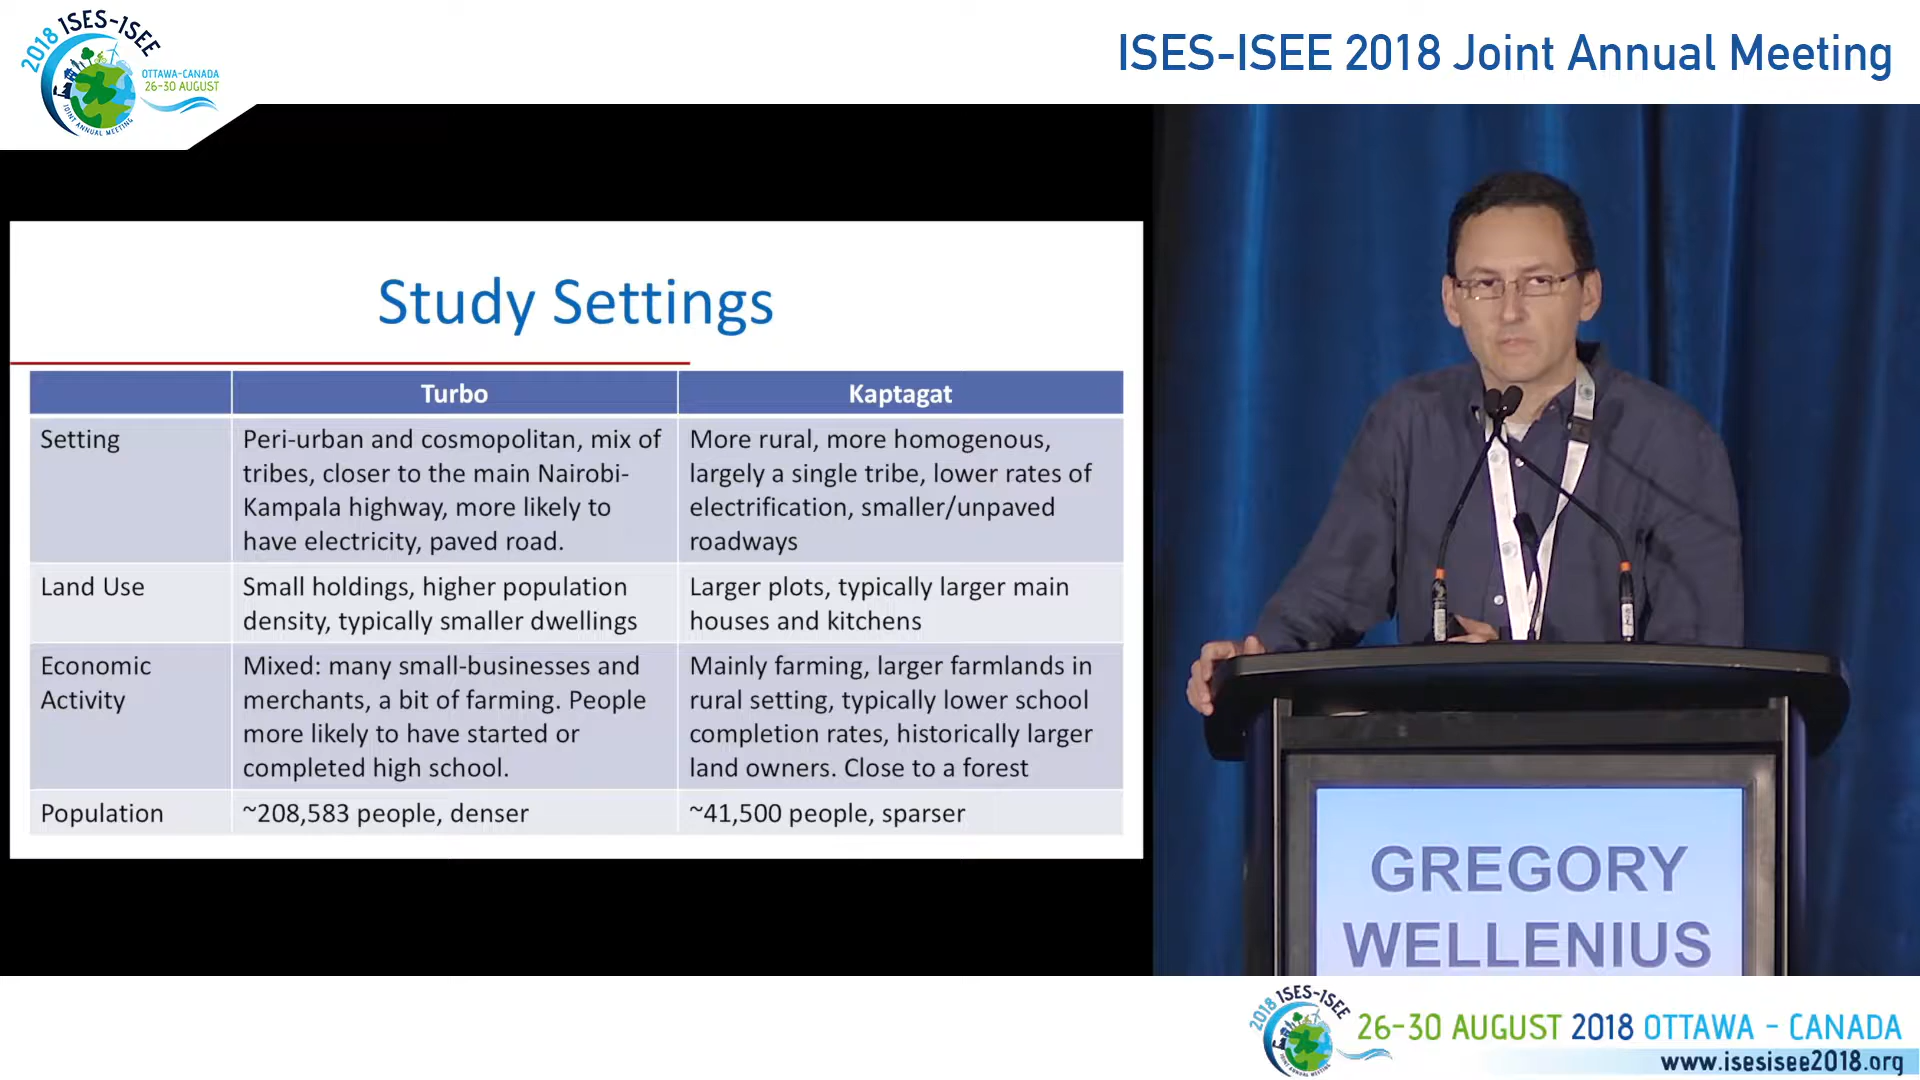 2018 ISES-ISEE
OTTAWA-CANADA
26-30 AUGUST
JOINT ANNUAL MEETING
ISES-ISEE 2018 Joint Annual Meeting
Study Settings
Turbo
Kaptagat
Setting
Peri-urban and cosmopolitan, mix of
tribes, closer to the main Nairobi-
Kampala highway, more likely to
have electricity, paved road.
More rural, more homogenous,
largely a single tribe, lower rates of
electrification, smaller/unpaved
roadways
Land Use
Small holdings, higher population
density, typically smaller dwellings
Larger plots, typically larger main
houses and kitchens
Economic
Activity
Mixed: many small-businesses and
merchants, a bit of farming. People
more likely to have started or
completed high school.
Mainly farming, larger farmlands in
rural setting, typically lower school
completion rates, historically larger
land owners. Close to a forest
Population
~208,583 people, denser
~41,500 people, sparser
GREGORY
WELLENIUS
2018 ISES-ISEE
JOINT ANNUAL MEETING
26-30 AUGUST 2018 OTTAWA - CANADA
www.isesisee2018.org